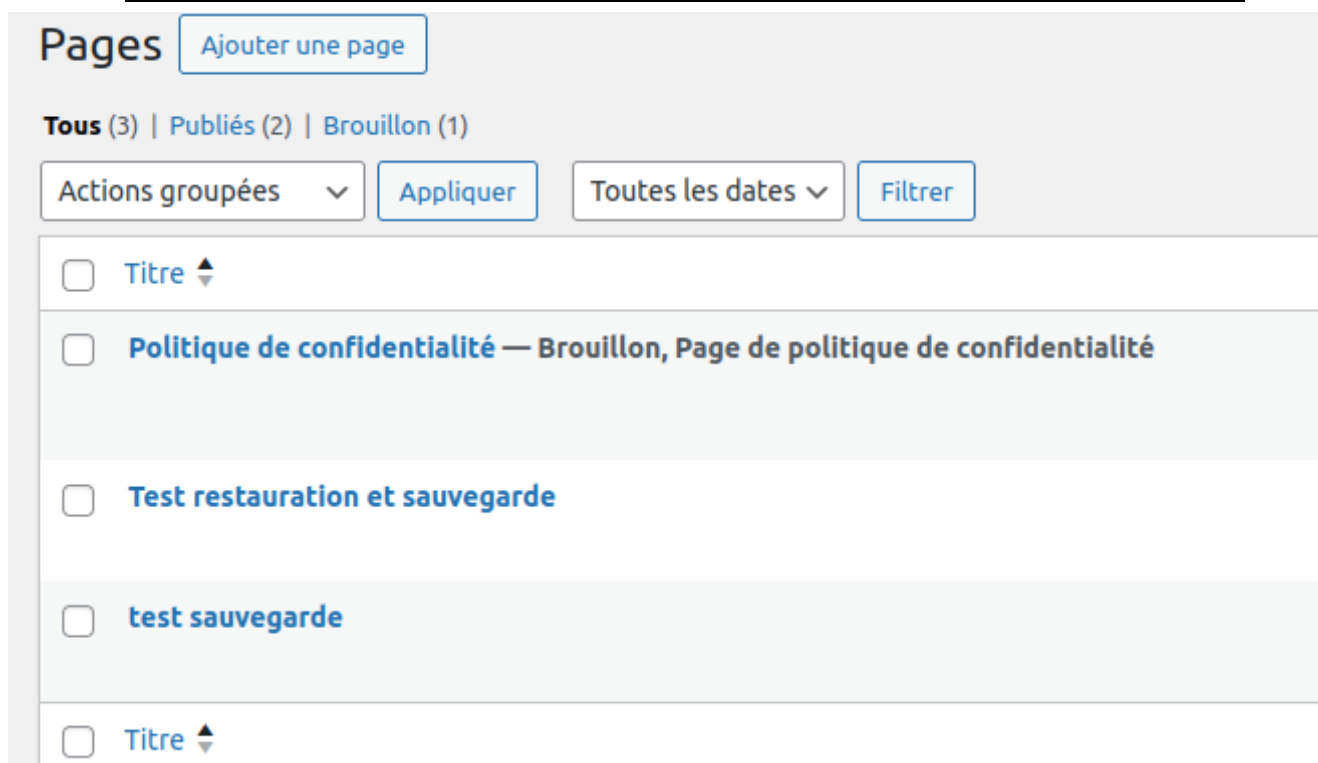 Pages Ajouter une page
Tous (3) | Publiés (2) | Brouillon (1)
Actions groupées Appliquer Toutes les dates Filtrer
Titre
Politique de confidentialité — Brouillon, Page de politique de confidentialité
Test restauration et sauvegarde
test sauvegarde
Titre